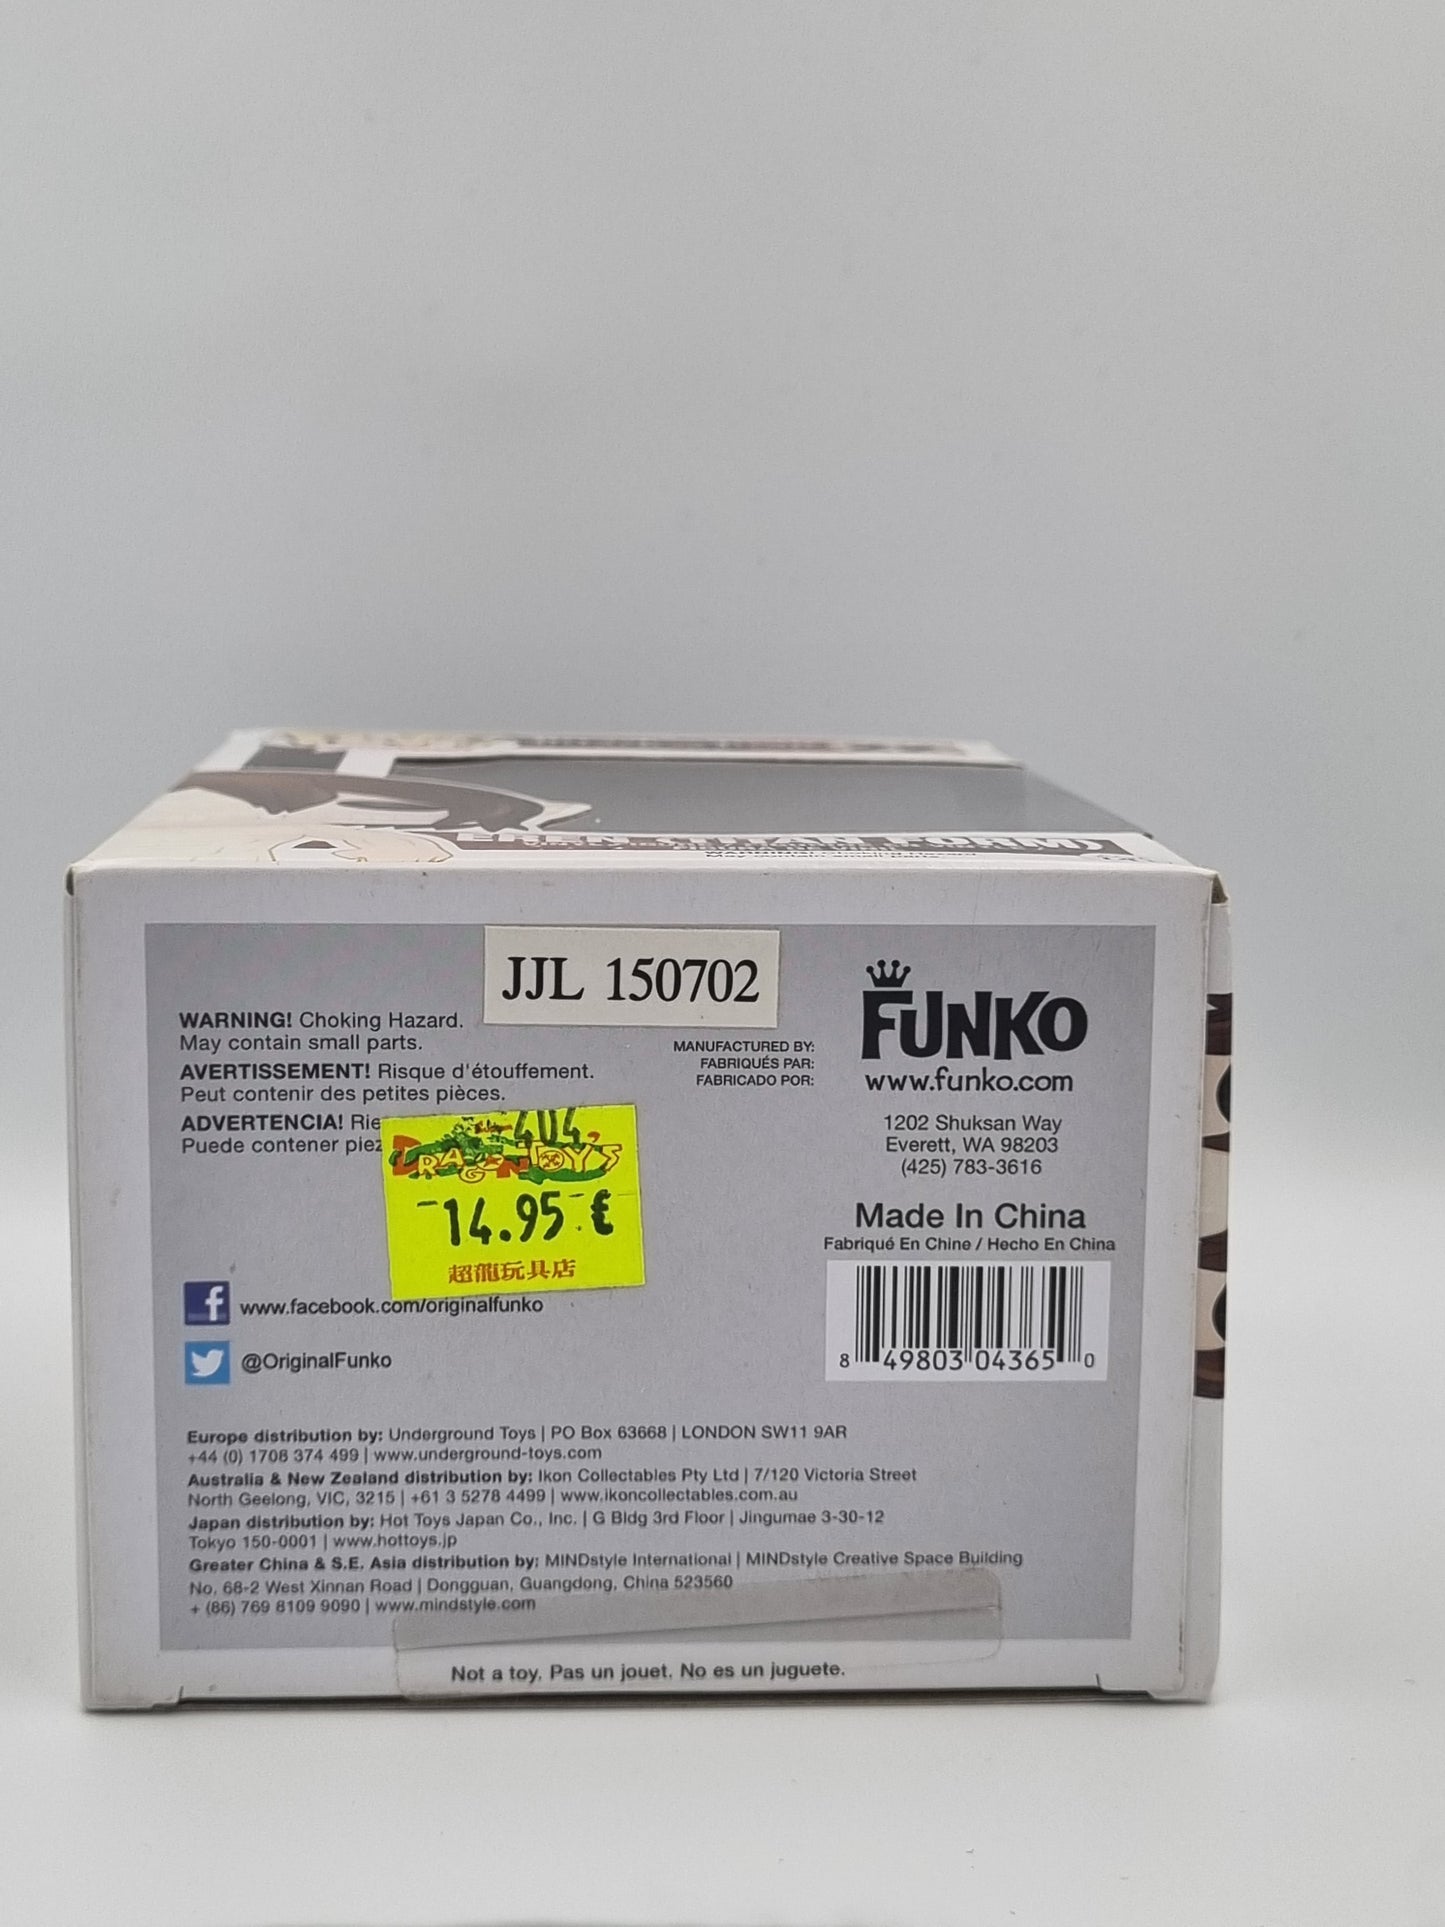 EREN (TITAN FORM)
JJL 150702
FUNKO
www.funko.com
WARNING! Choking Hazard.
May contain small parts.
AVERTISSEMENT! Risque d'étouffement.
Peut contenir des petites pièces.
ADVERTENCIA! Rie
Puede contener piez
MANUFACTURED BY:
FABRIQUÉS PAR:
FABRICADO POR:
1202 Shuksan Way
Everett, WA 98203
(425) 783-3616
Made In China
Fabriqué En Chine / Hecho En China
8 49803 04365 0
404
DRAGON TOY'S
14.95 €
超龍玩具店
f www.facebook.com/originalfunko
@OriginalFunko
Europe distribution by: Underground Toys | PO Box 63668 | LONDON SW11 9AR
+44 (0) 1708 374 499 | www.underground-toys.com
Australia & New Zealand distribution by: Ikon Collectables Pty Ltd | 7/120 Victoria Street
North Geelong, VIC, 3215 | +61 3 5278 4499 | www.ikoncollectables.com.au
Japan distribution by: Hot Toys Japan Co., Inc. | G Bldg 3rd Floor | Jingumae 3-30-12
Tokyo 150-0001 | www.hottoys.jp
Greater China & S.E. Asia distribution by: MINDstyle International | MINDstyle Creative Space Building
No. 68-2 West Xinnan Road | Dongguan, Guangdong, China 523560
+ (86) 769 8109 9090 | www.mindstyle.com
Not a toy. Pas un jouet. No es un juguete.